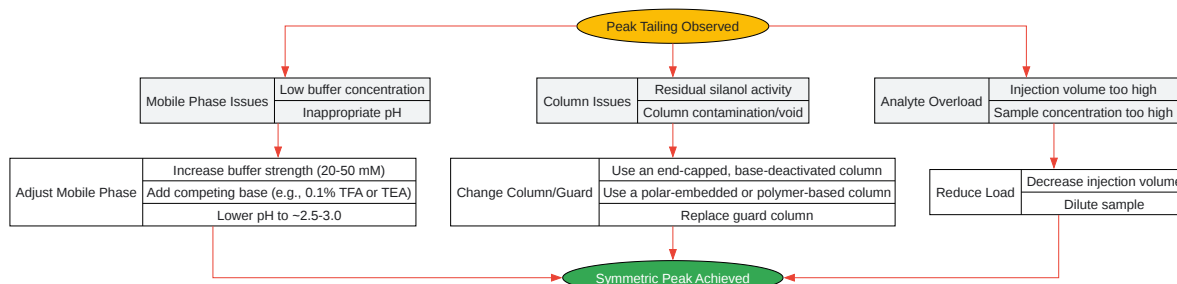 Peak Tailing Observed
Mobile Phase Issues
Low buffer concentration
Inappropriate pH
Column Issues
Residual silanol activity
Column contamination/void
Analyte Overload
Injection volume too high
Sample concentration too high
Adjust Mobile Phase
Increase buffer strength (20-50 mM)
Add competing base (e.g., 0.1% TFA or TEA)
Lower pH to ~2.5-3.0
Change Column/Guard
Use an end-capped, base-deactivated column
Use a polar-embedded or polymer-based column
Replace guard column
Reduce Load
Decrease injection volume
Dilute sample
Symmetric Peak Achieved